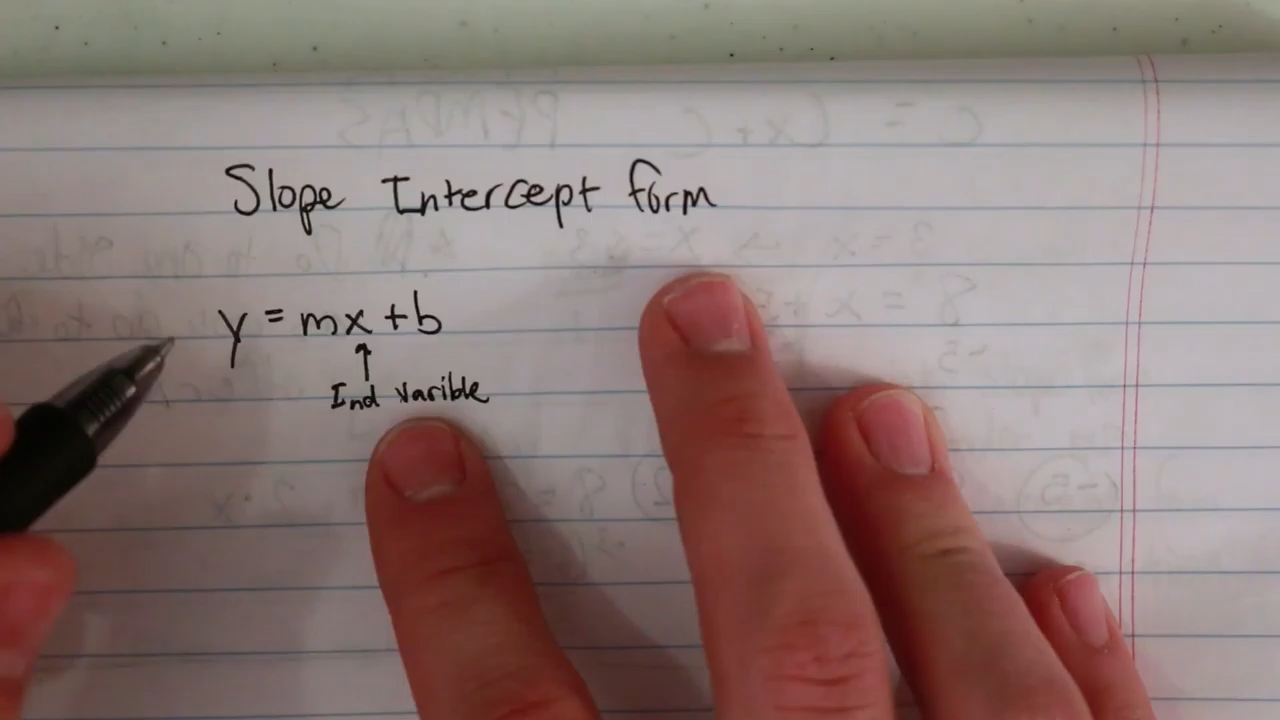 Slope Intercept form
y = mx + b
↑
Ind varible